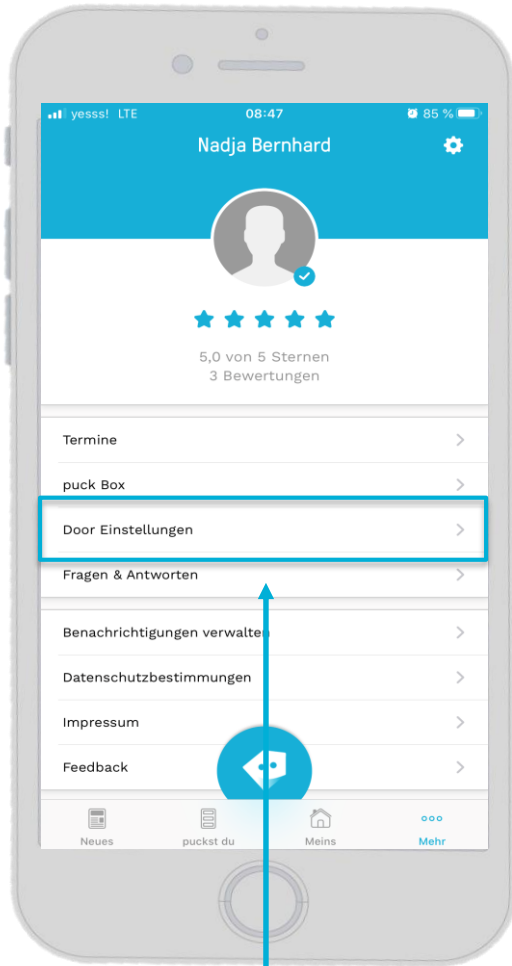 yesss! LTE 08:47 85 %
Nadja Bernhard
5,0 von 5 Sternen
3 Bewertungen
Termine
puck Box
Door Einstellungen
Fragen & Antworten
Benachrichtigungen verwalten
Datenschutzbestimmungen
Impressum
Feedback
Neues puckst du Meins Mehr